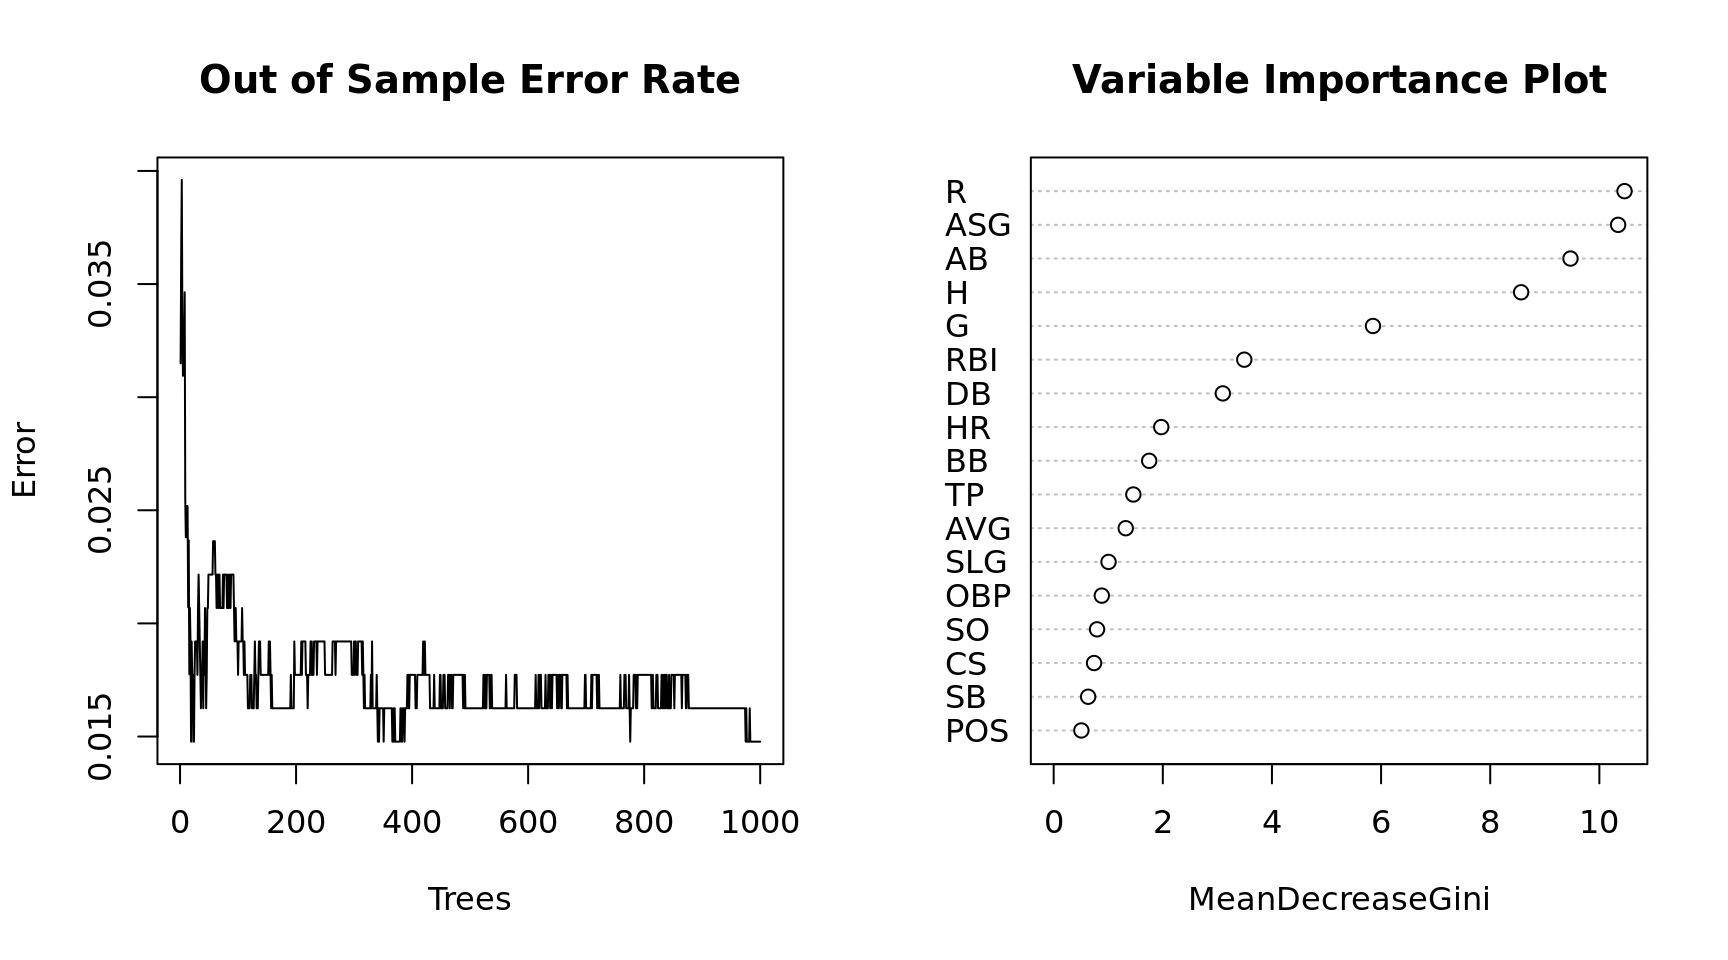 Out of Sample Error Rate
Error
0.035
0.025
0.015
0 200 400 600 800 1000
Trees
Variable Importance Plot
R
ASG
AB
H
G
RBI
DB
HR
BB
TP
AVG
SLG
OBP
SO
CS
SB
POS
0 2 4 6 8 10
MeanDecreaseGini